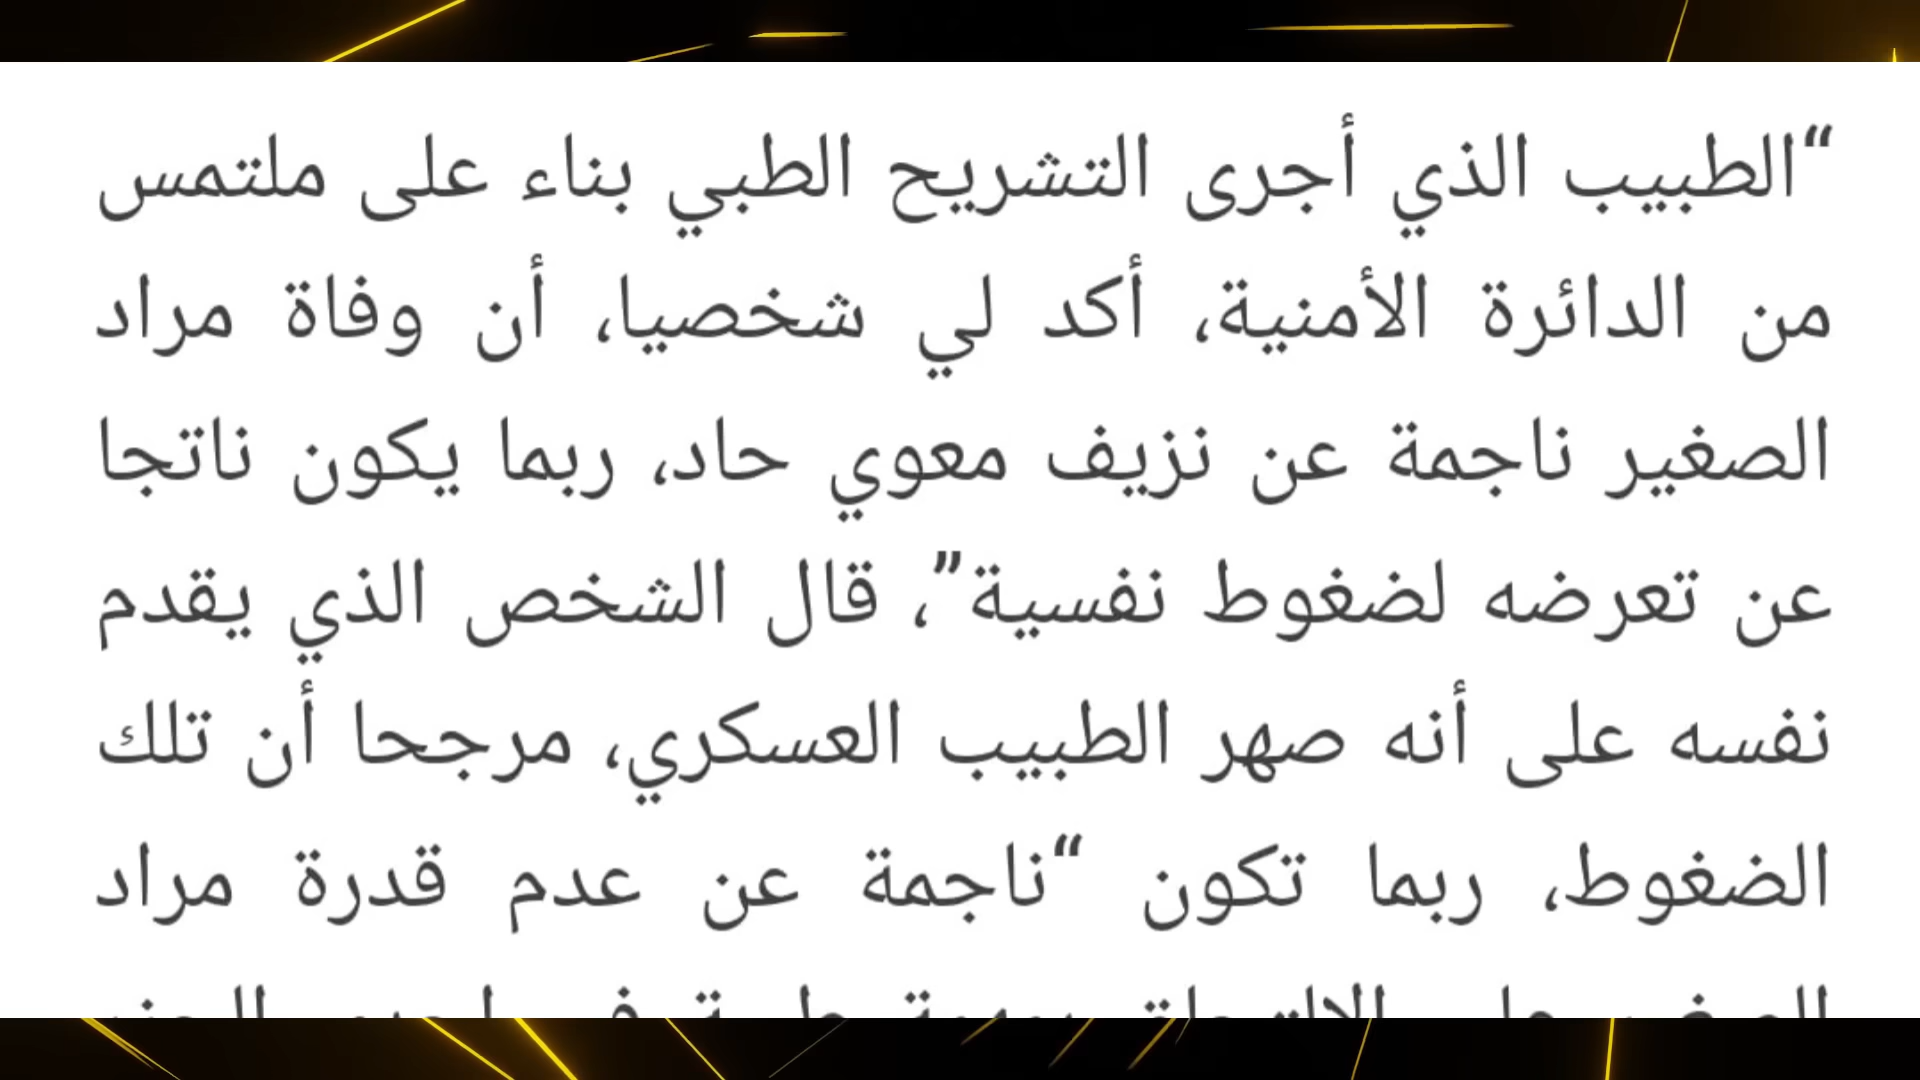 “الطبيب الذي أجرى التشريح الطبي بناء على ملتمس
من الدائرة الأمنية، أكد لي شخصيا، أن وفاة مراد
الصغير ناجمة عن نزيف معوي حاد، ربما يكون ناتجا
عن تعرضه لضغوط نفسية”، قال الشخص الذي يقدم
نفسه على أنه صهر الطبيب العسكري، مرجحا أن تلك
الضغوط، ربما تكون “ناجمة عن عدم قدرة مراد